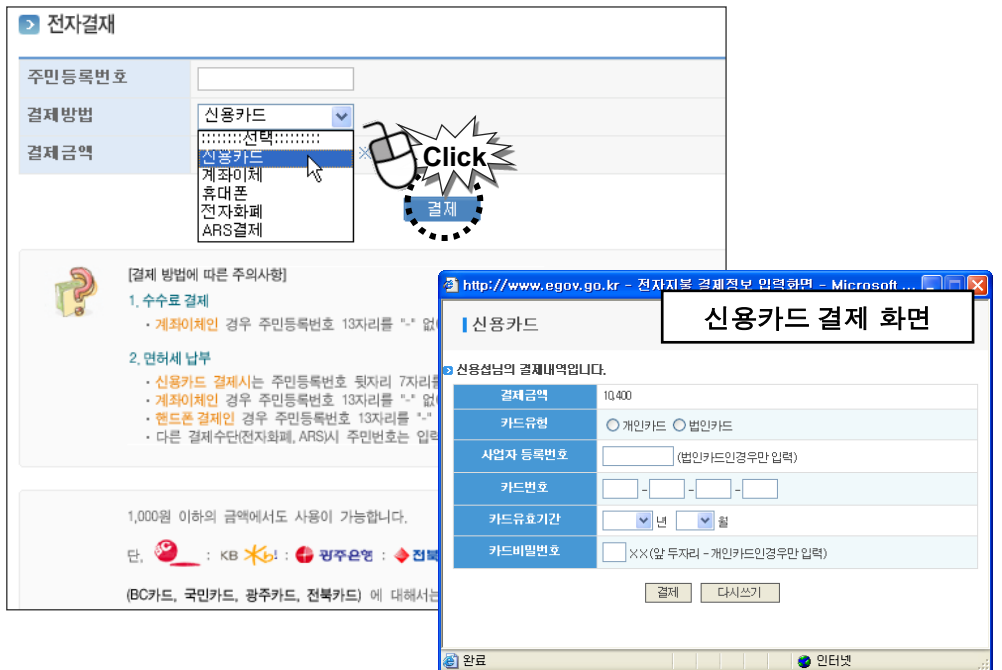 전자결재
주민등록번호
결제방법
신용카드
결제금액
:::::::::선택:::::::::
신용카드
계좌이체
휴대폰
전자화폐
ARS결제
※
Click
결제
[결제 방법에 따른 주의사항]
1. 수수료 결제
· 계좌이체인 경우 주민등록번호 13자리를 "-" 없
2. 면허세 납부
· 신용카드 결제시는 주민등록번호 뒷자리 7자리를
· 계좌이체인 경우 주민등록번호 13자리를 "-" 없
· 핸드폰 결제인 경우 주민등록번호 13자리를 "-"
· 다른 결제수단(전자화폐, ARS)시 주민번호는 입력
1,000원 이하의 금액에서도 사용이 가능합니다.
단, : KB : 광주은행 : 전북
(BC카드, 국민카드, 광주카드, 전북카드) 에 대해서는
http://www.egov.go.kr - 전자지불 결제정보 입력화면 - Microsoft ...
신용카드 결제 화면
신용카드
신용섭님의 결제내역입니다.
결제금액 10,400
카드유형 개인카드 법인카드
사업자 등록번호 (법인카드인경우만 입력)
카드번호 - - -
카드유효기간 년 월
카드비밀번호 XX(앞 두자리 - 개인카드인경우만 입력)
결제 다시쓰기
완료 인터넷